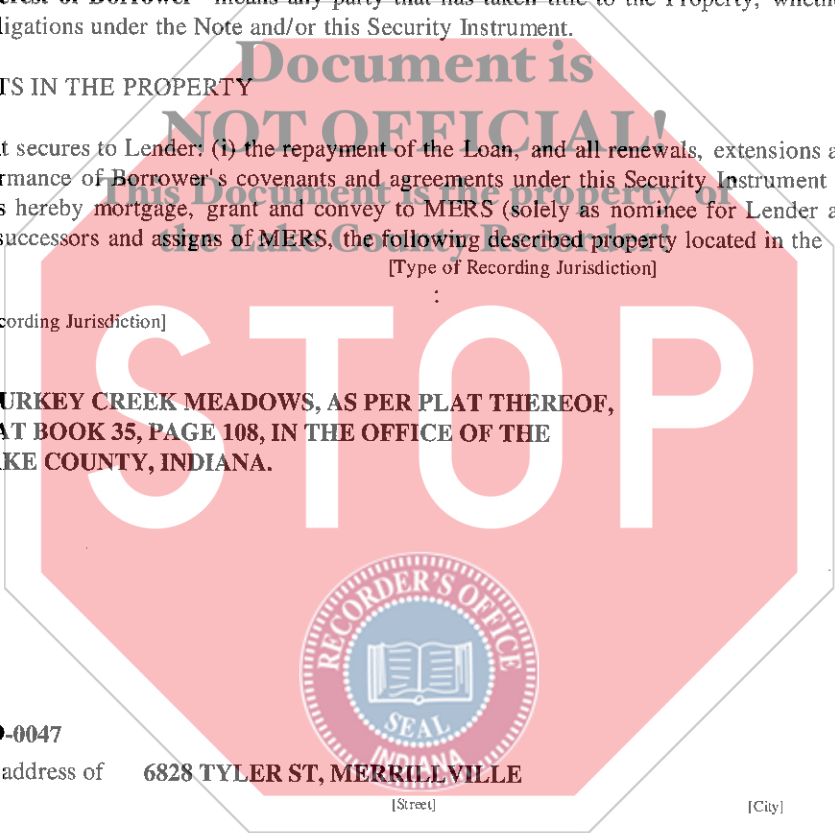 erest of Borrower" means any party that has taken title to the Property, wheth
ligations under the Note and/or this Security Instrument.
Document is
TS IN THE PROPERTY
NOT OFFICIAL!
t secures to Lender: (i) the repayment of the Loan, and all renewals, extensions a
rmance of Borrower's covenants and agreements under this Security Instrument
This Document is the property of
s hereby mortgage, grant and convey to MERS (solely as nominee for Lender a
successors and assigns of MERS, the following described property located in the
the Lake County Recorder!
[Type of Recording Jurisdiction]
:
cording Jurisdiction]
STOP
URKEY CREEK MEADOWS, AS PER PLAT THEREOF,
AT BOOK 35, PAGE 108, IN THE OFFICE OF THE
KE COUNTY, INDIANA.
RECORDER'S OFFICE
SEAL
INDIANA
-0047
address of 6828 TYLER ST, MERRILLVILLE
[Street] [City]